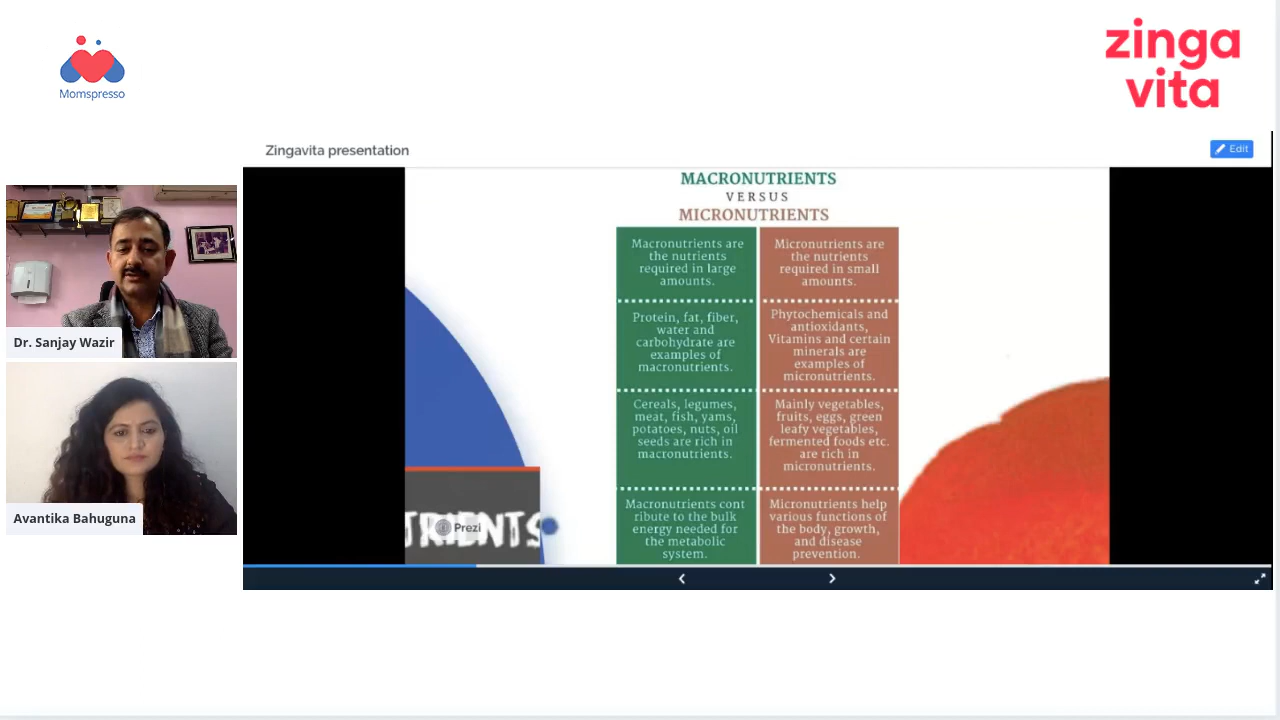 Momspresso
zinga
vita
Zingavita presentation
Edit
Dr. Sanjay Wazir
Avantika Bahuguna
MACRONUTRIENTS
VERSUS
MICRONUTRIENTS
Macronutrients are
the nutrients
required in large
amounts.
Micronutrients are
the nutrients
required in small
amounts.
Protein, fat, fiber,
water and
carbohydrate are
examples of
macronutrients.
Phytochemicals and
antioxidants,
Vitamins and certain
minerals are
examples of
micronutrients.
Cereals, legumes,
meat, fish, yams,
potatoes, nuts, oil
seeds are rich in
macronutrients.
Mainly vegetables,
fruits, eggs, green
leafy vegetables,
fermented foods etc.
are rich in
micronutrients.
Macronutrients cont
ribute to the bulk
energy needed for
the metabolic
system.
Micronutrients help
various functions of
the body, growth,
and disease
prevention.
TRIENTS
Prezi